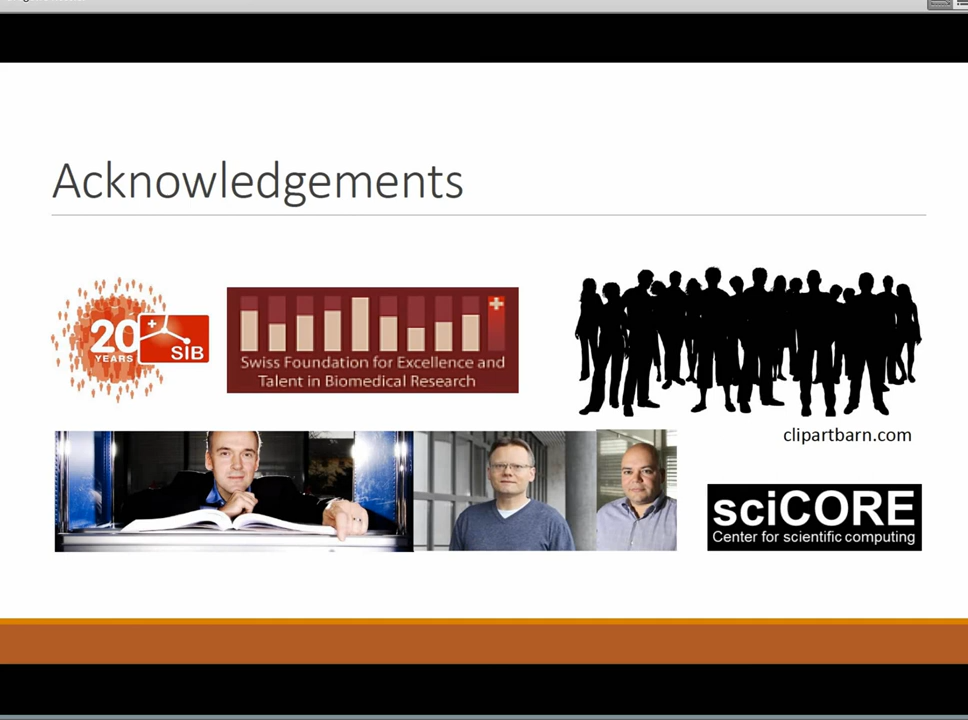 Acknowledgements
20
YEARS
SIB
Swiss Foundation for Excellence and
Talent in Biomedical Research
clipartbarn.com
sciCORE
Center for scientific computing